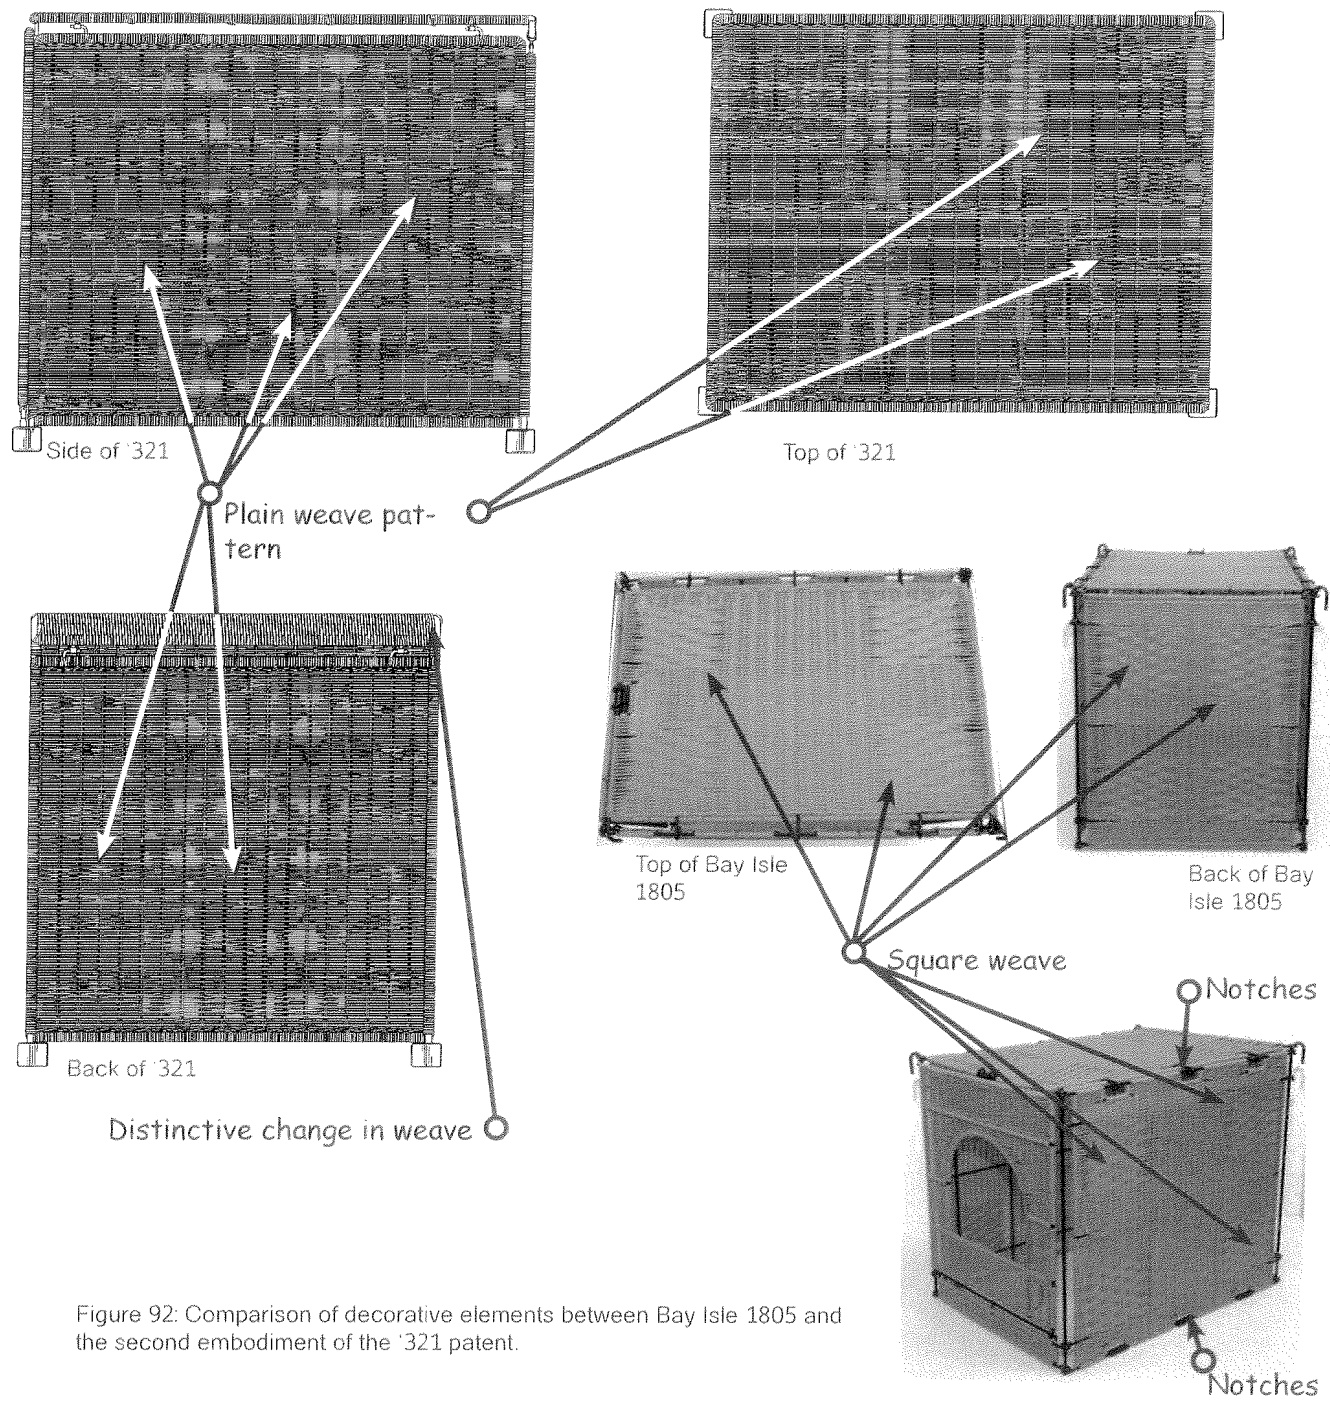 Side of '321
Top of '321
Plain weave pat-
tern
Top of Bay Isle
1805
Back of Bay
Isle 1805
Square weave
Notches
Back of '321
Distinctive change in weave
Figure 92: Comparison of decorative elements between Bay Isle 1805 and
the second embodiment of the '321 patent.
Notches